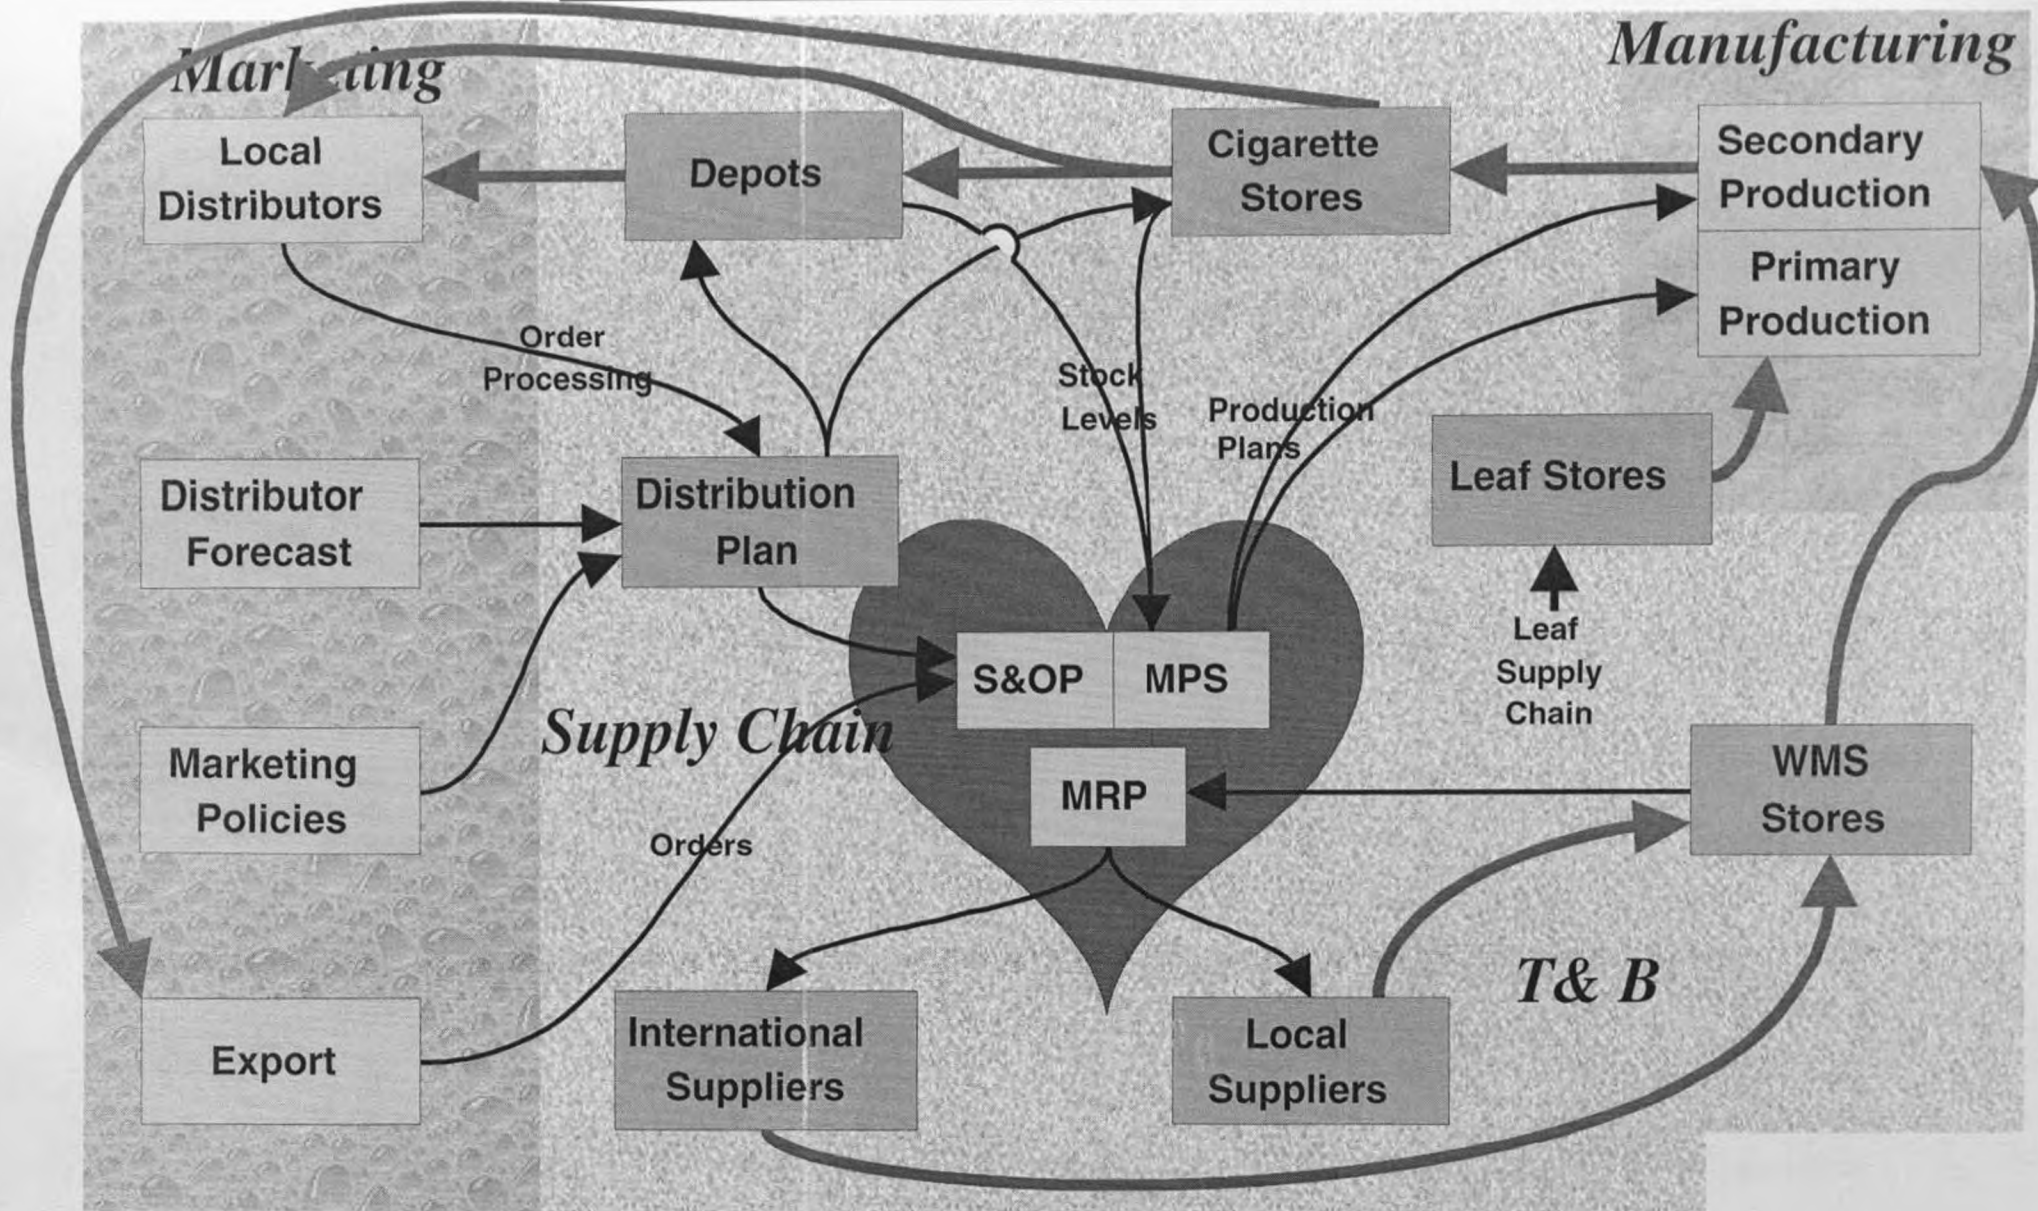 Marketing
Manufacturing
Local
Distributors
Depots
Cigarette
Stores
Secondary
Production
Primary
Production
Order
Processing
Stock
Levels
Production
Plans
Leaf Stores
Distributor
Forecast
Distribution
Plan
Leaf
Supply
Chain
S&OP
MPS
Supply Chain
Marketing
Policies
MRP
WMS
Stores
Orders
T& B
Export
International
Suppliers
Local
Suppliers